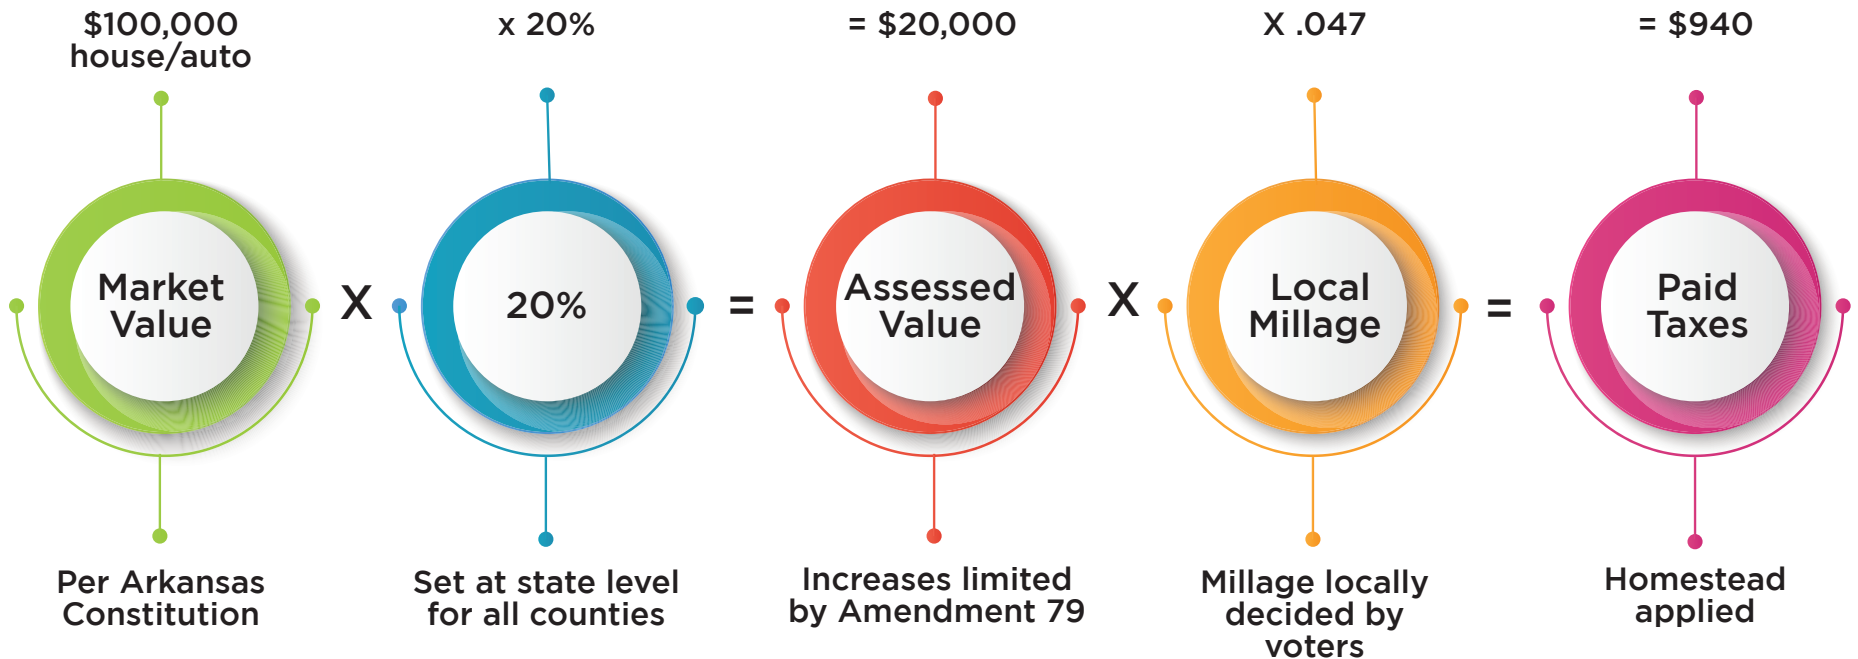 $100,000
house/auto
x 20%
= $20,000
X .047
= $940
Market
Value
X
20%
=
Assessed
Value
X
Local
Millage
=
Paid
Taxes
Per Arkansas
Constitution
Set at state level
for all counties
Increases limited
by Amendment 79
Millage locally
decided by
voters
Homestead
applied